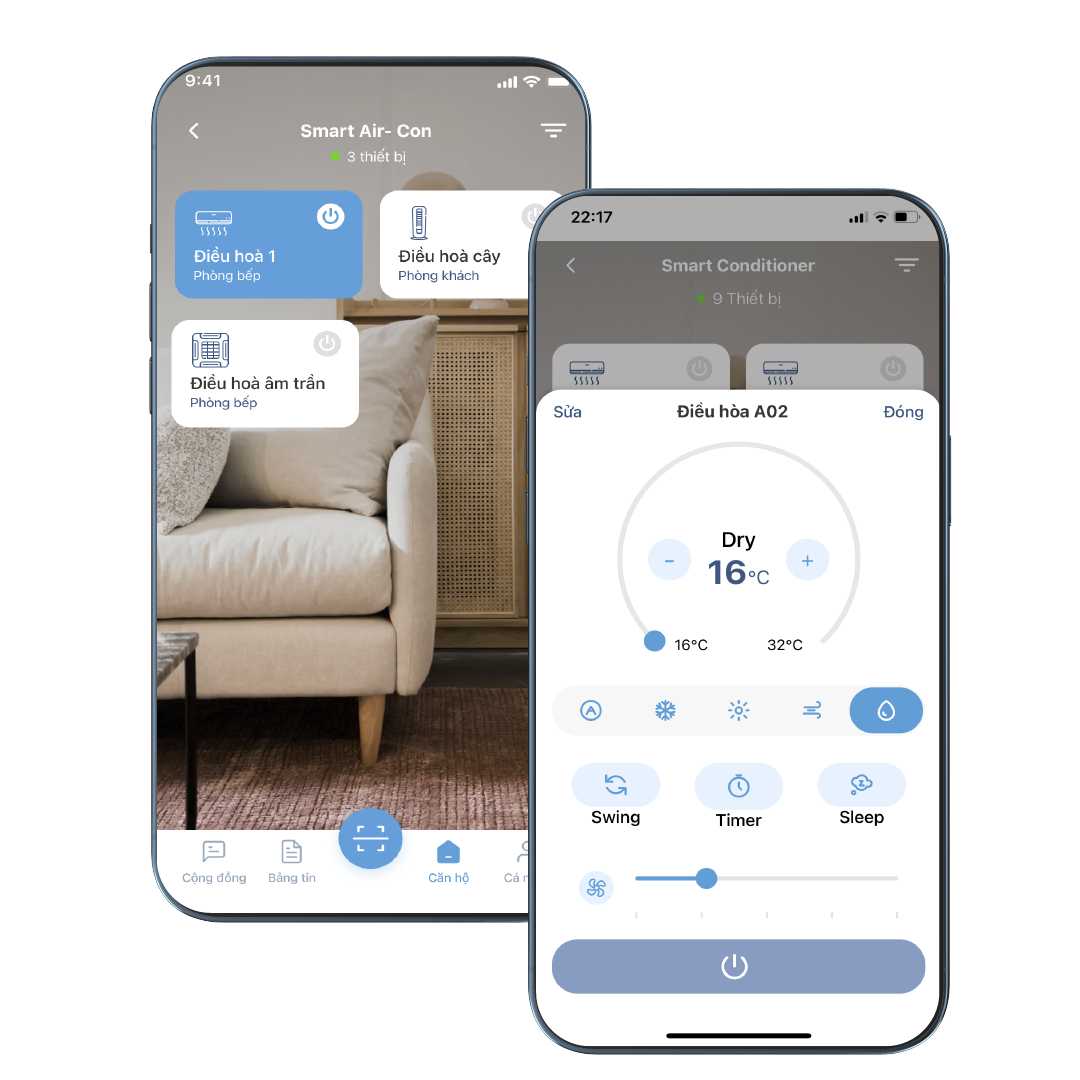 9:41
Smart Air- Con
3 thiết bị
Điều hoà 1
Phòng bếp
Điều hoà cây
Phòng khách
Điều hoà âm trần
Phòng bếp
Cộng đồng
Bảng tin
Căn hộ
Cá
22:17
Smart Conditioner
9 Thiết bị
Sửa
Điều hòa A02
Đóng
Dry
-
16°C
+
16°C
32°C
Swing
Timer
Sleep